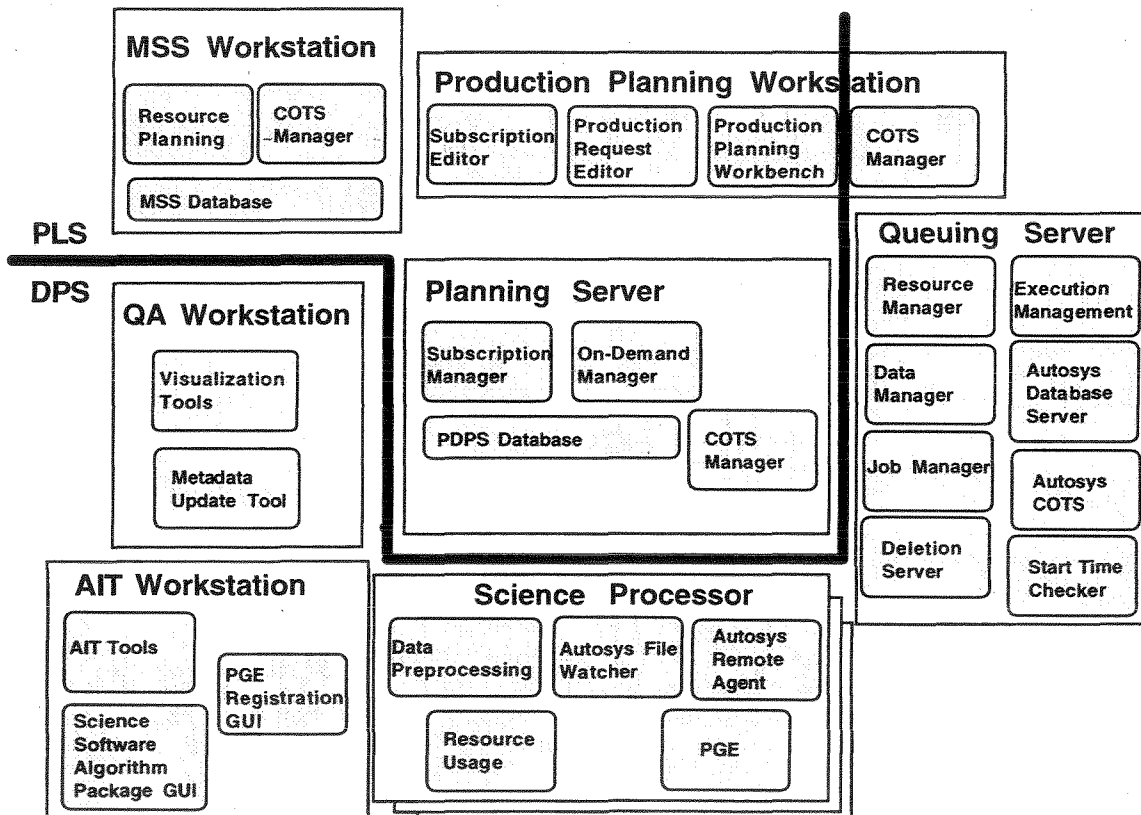 MSS Workstation
Resource
Planning
COTS
Manager
MSS Database
Production Planning Workstation
Subscription
Editor
Production
Request
Editor
Production
Planning
Workbench
COTS
Manager
PLS
DPS
QA Workstation
Visualization
Tools
Metadata
Update Tool
Planning Server
Subscription
Manager
On-Demand
Manager
PDPS Database
COTS
Manager
Queuing Server
Resource
Manager
Execution
Management
Data
Manager
Autosys
Database
Server
Job Manager
Autosys
COTS
Deletion
Server
Start Time
Checker
AIT Workstation
AIT Tools
PGE
Registration
GUI
Science
Software
Algorithm
Package GUI
Science Processor
Data
Preprocessing
Autosys File
Watcher
Autosys
Remote
Agent
Resource
Usage
PGE